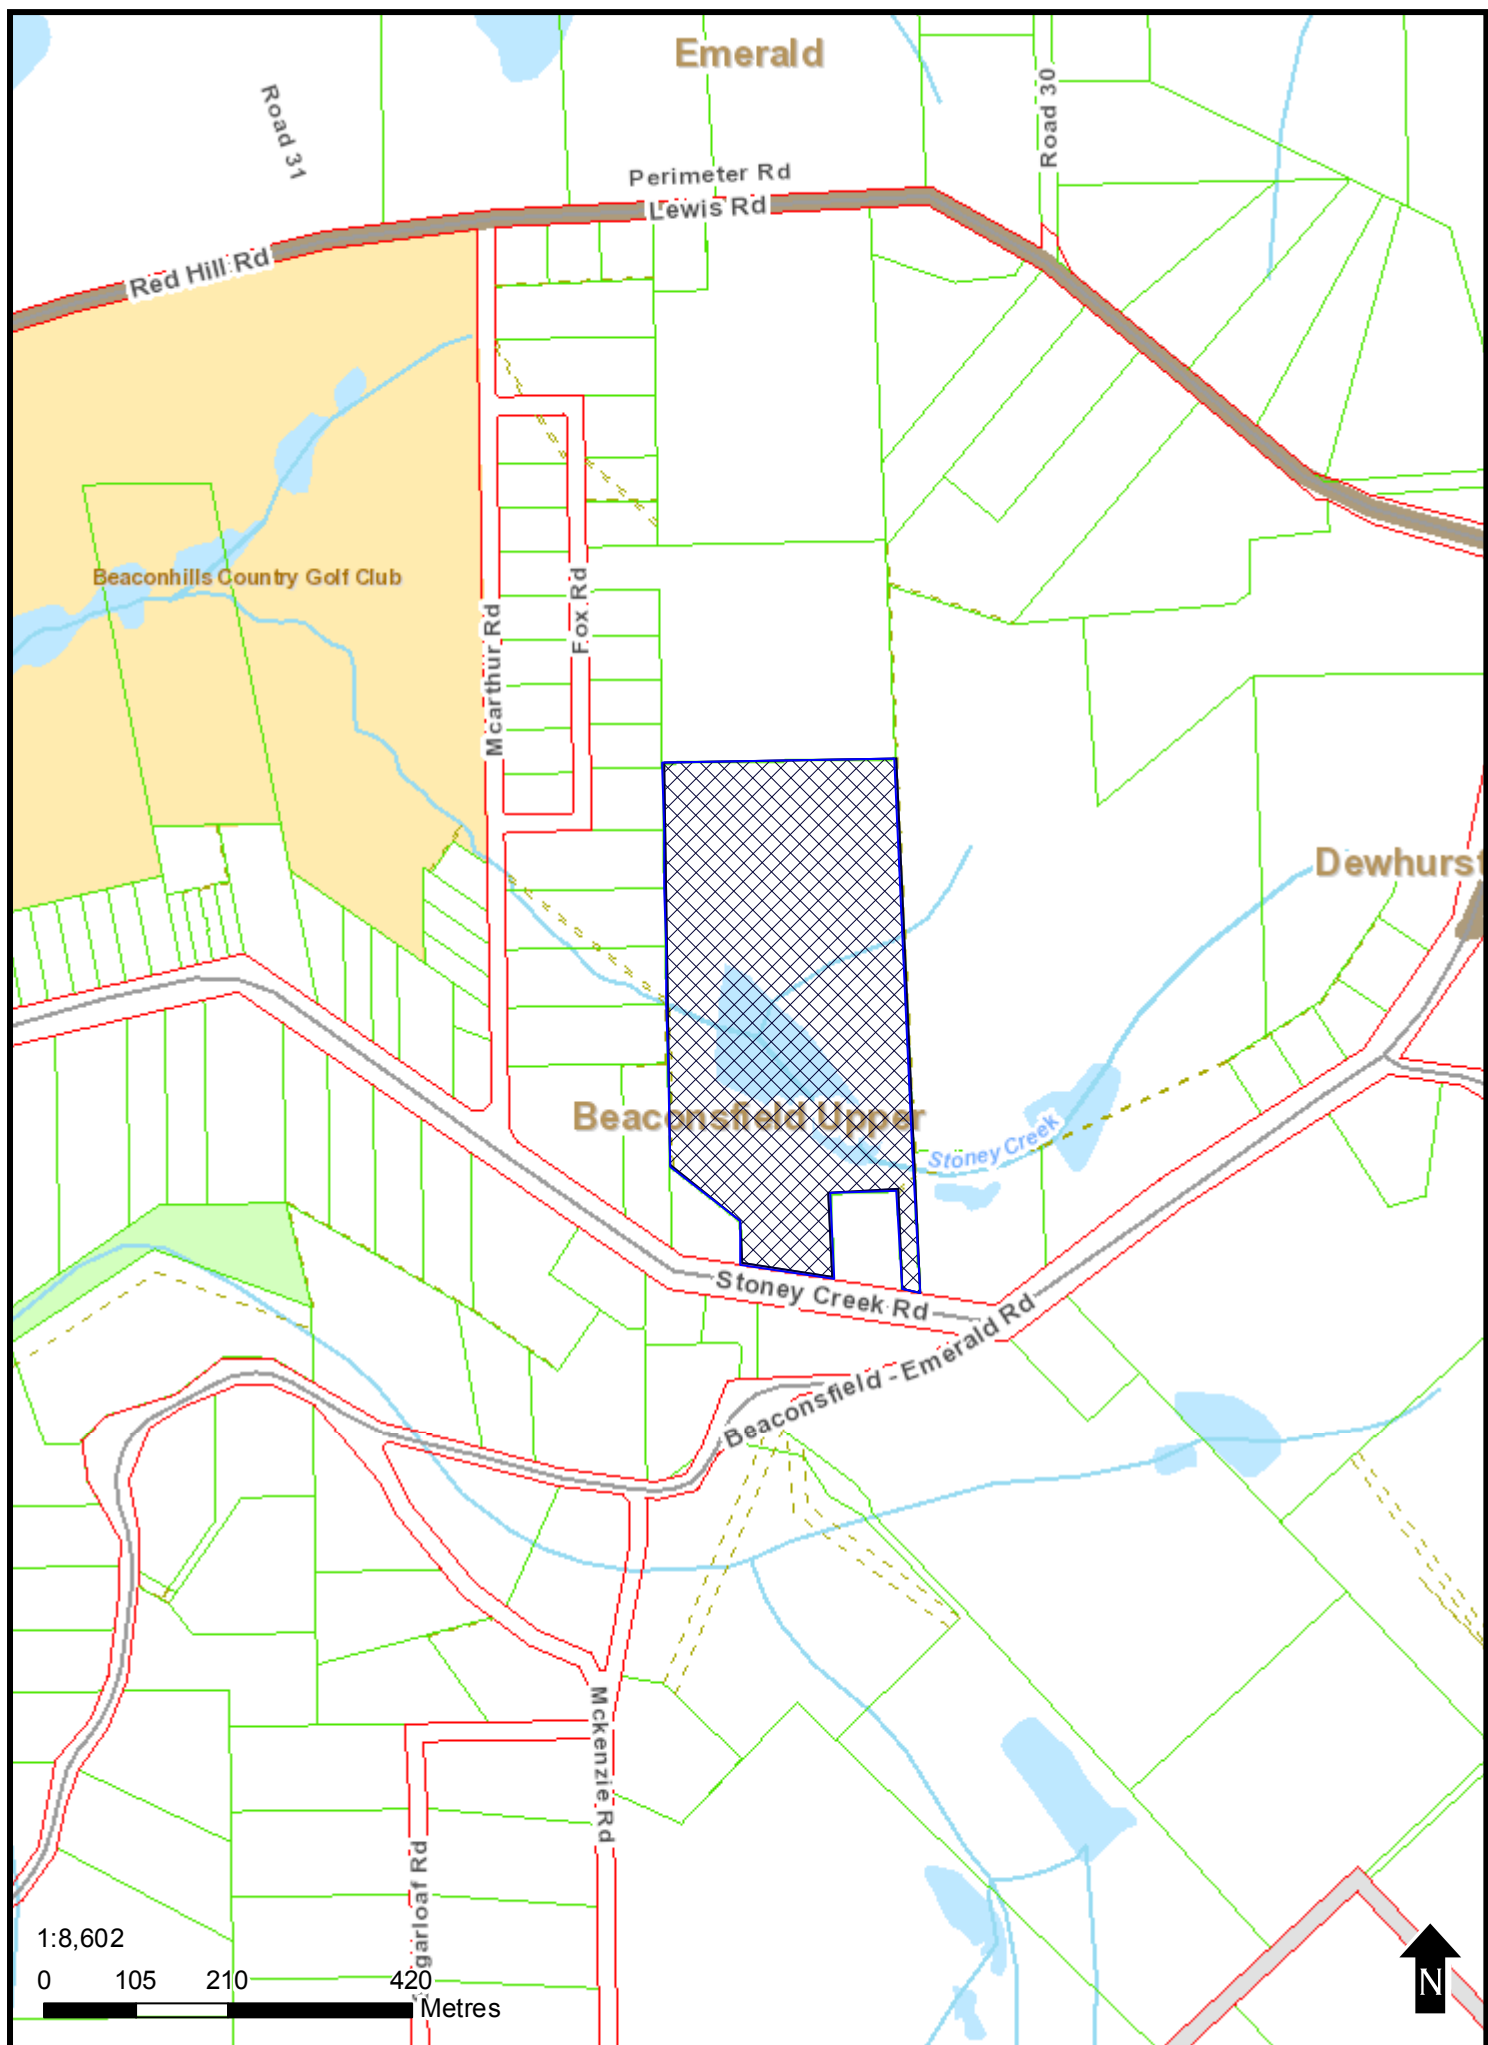 Emerald
Road 31
Road 30
Perimeter Rd
Lewis Rd
Red Hill Rd
Beaconhills Country Golf Club
Mcarthur Rd
Fox Rd
Dewhurst
Beaconsfield Upper
Stoney Creek
Stoney Creek Rd
Beaconsfield - Emerald Rd
Mckenzie Rd
garloaf Rd
1:8,602
0 105 210 420
Metres
N